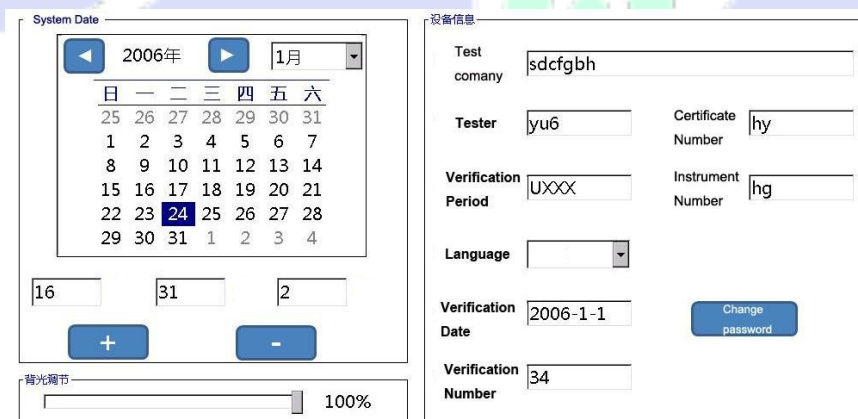 System Date
2006年
1月
日 一 二 三 四 五 六
25 26 27 28 29 30 31
1 2 3 4 5 6 7
8 9 10 11 12 13 14
15 16 17 18 19 20 21
22 23 24 25 26 27 28
29 30 31 1 2 3 4
16 31 2
+ -
背光调节
100%
设备信息
Test
comany
sdcfgbh
Tester
yu6
Certificate
Number
hy
Verification
Period
UXXX
Instrument
Number
hg
Language
Verification
Date
2006-1-1
Change
password
Verification
Number
34